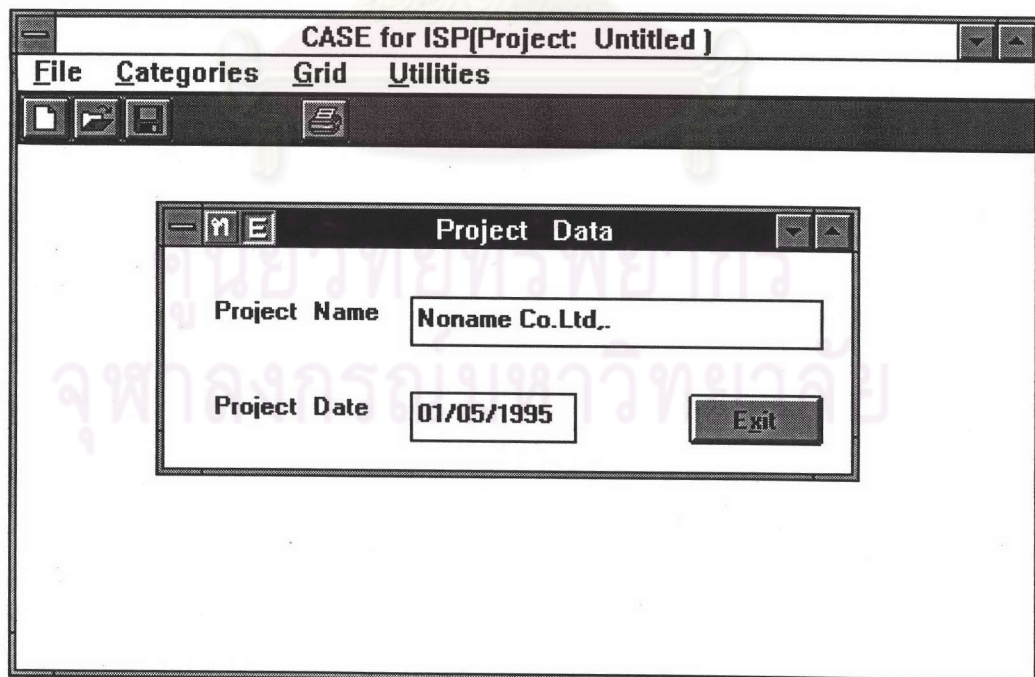 CASE for ISP(Project: Untitled )
File Categories Grid Utilities
ก E Project Data
Project Name Noname Co.Ltd,.
Project Date 01/05/1995 Exit
ศูนย์วิทยทรัพยากร
จุฬาลงกรณ์มหาวิทยาลัย